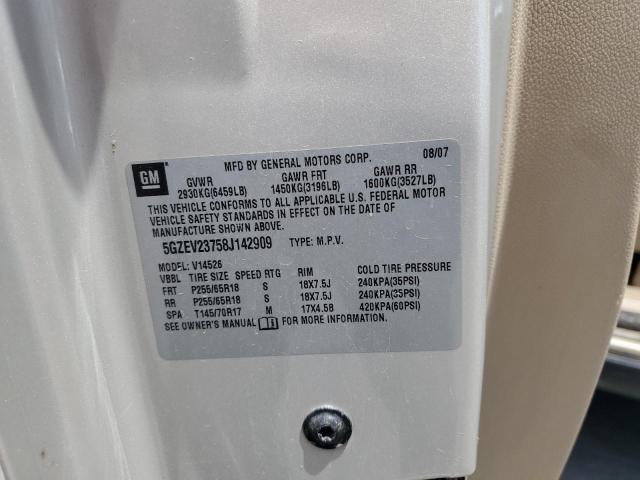 MFD BY GENERAL MOTORS CORP. 08/07
GM GVWR GAWR FRT GAWR RR
2930KG(6459LB) 1450KG(3196LB) 1600KG(3527LB)
THIS VEHICLE CONFORMS TO ALL APPLICABLE U.S. FEDERAL MOTOR
VEHICLE SAFETY STANDARDS IN EFFECT ON THE DATE OF
MANUFACTURE SHOWN ABOVE.
5GZEV23758J142909 TYPE: M.P.V.
MODEL: V14526
VBBL TIRE SIZE SPEED RTG RIM COLD TIRE PRESSURE
FRT P255/65R18 S 18X7.5J 240KPA(35PSI)
RR P255/65R18 S 18X7.5J 240KPA(35PSI)
SPA T145/70R17 M 17X4.5B 420KPA(60PSI)
SEE OWNER'S MANUAL FOR MORE INFORMATION.